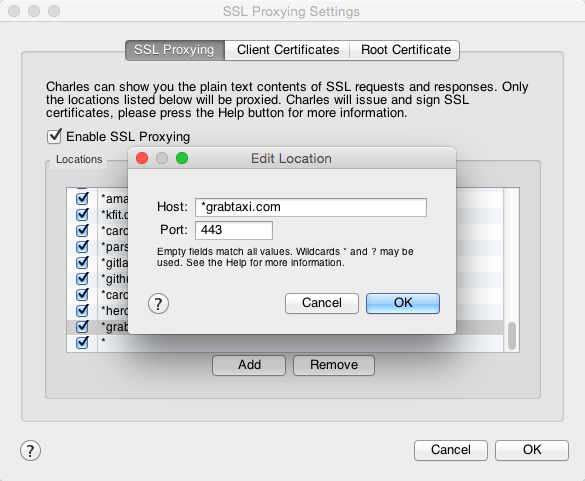 SSL Proxying Settings
SSL Proxying Client Certificates Root Certificate
Charles can show you the plain text contents of SSL requests and responses. Only
the locations listed below will be proxied. Charles will issue and sign SSL
certificates, please press the Help button for more information.
Enable SSL Proxying
Locations
Edit Location
Host: *grabtaxi.com
Port: 443
Empty fields match all values. Wildcards * and ? may be
used. See the Help for more information.
? Cancel OK
*ama
*kfit.c
*card
*pars
*gitla
*githu
*card
*hero
*grab
*
Add Remove
? Cancel OK